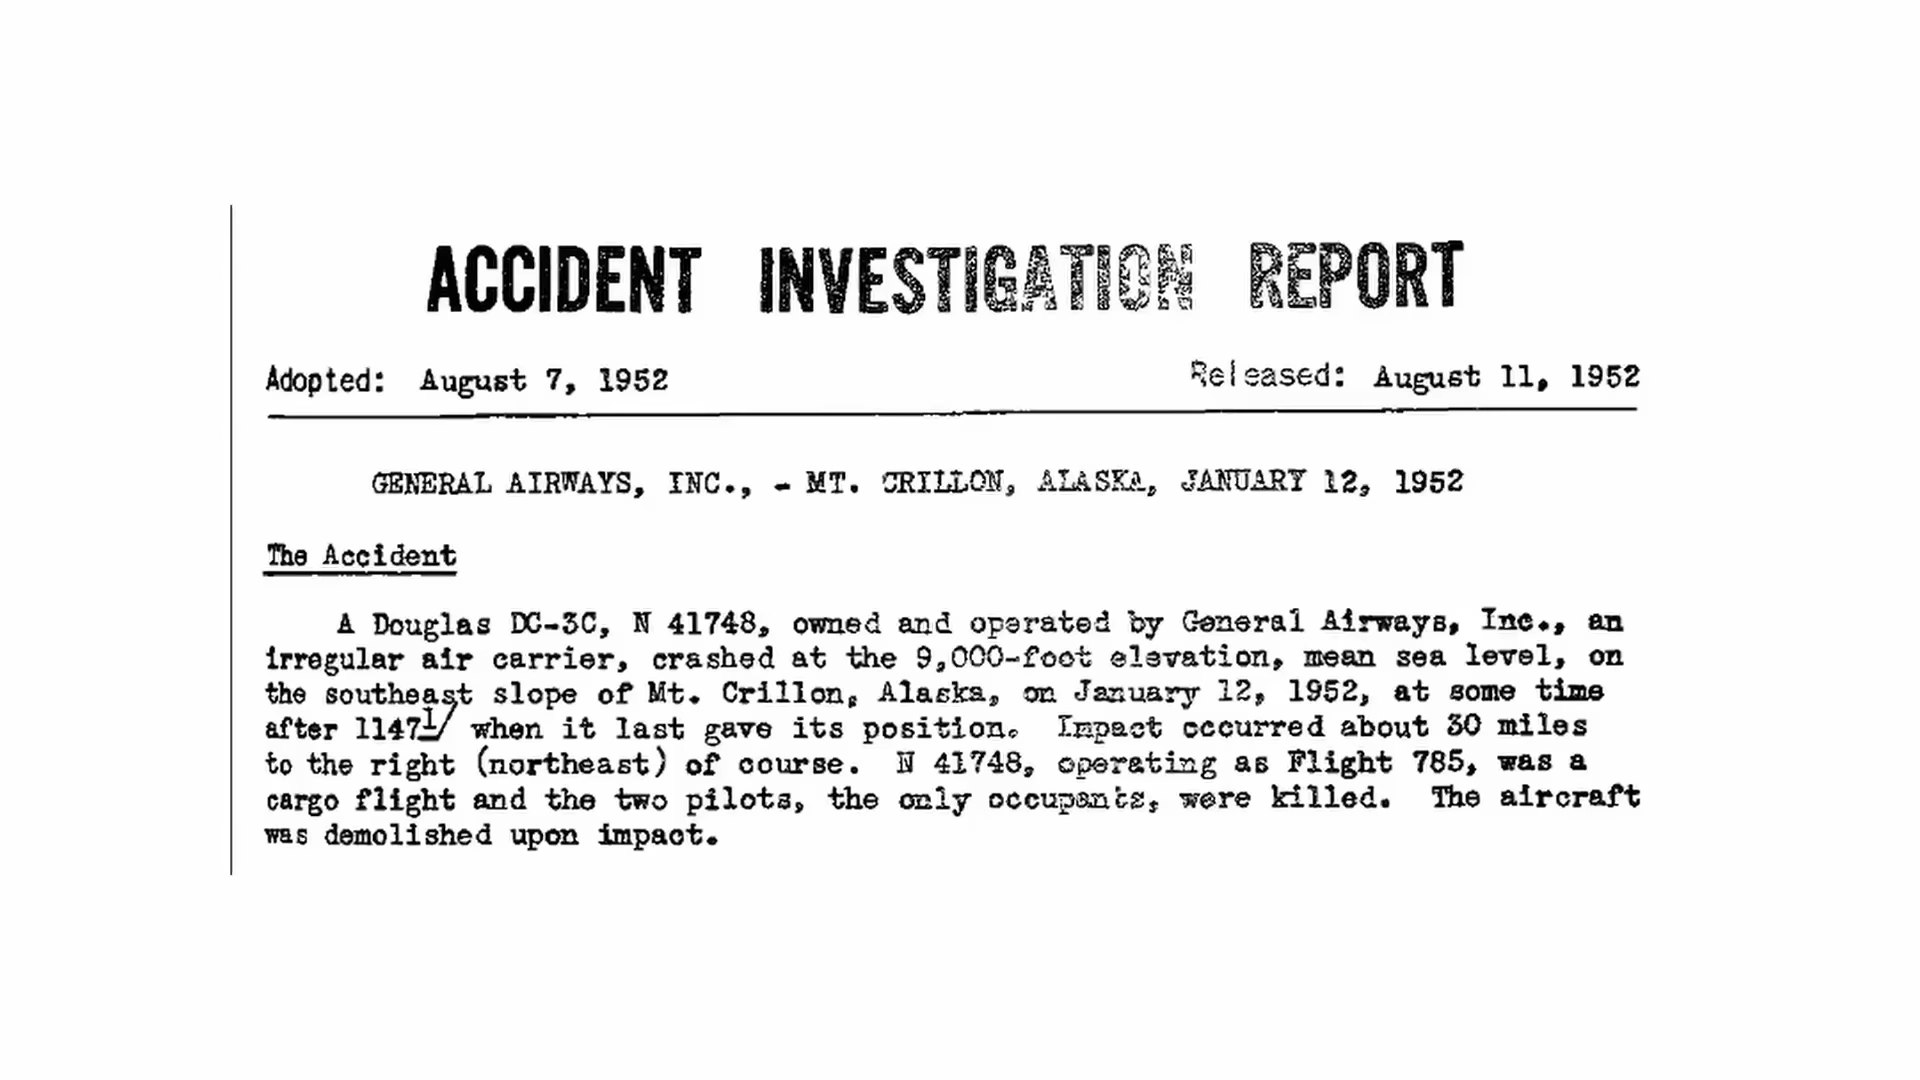 ACCIDENT INVESTIGATION REPORT
Adopted: August 7, 1952 Released: August 11, 1952
GENERAL AIRWAYS, INC., - MT. CRILLON, ALASKA, JANUARY 12, 1952
The Accident
A Douglas DC-3C, N 41748, owned and operated by General Airways, Inc., an
irregular air carrier, crashed at the 9,000-foot elevation, mean sea level, on
the southeast slope of Mt. Crillon, Alaska, on January 12, 1952, at some time
after 1147 1/ when it last gave its position. Impact occurred about 30 miles
to the right (northeast) of course. N 41748, operating as Flight 785, was a
cargo flight and the two pilots, the only occupants, were killed. The aircraft
was demolished upon impact.